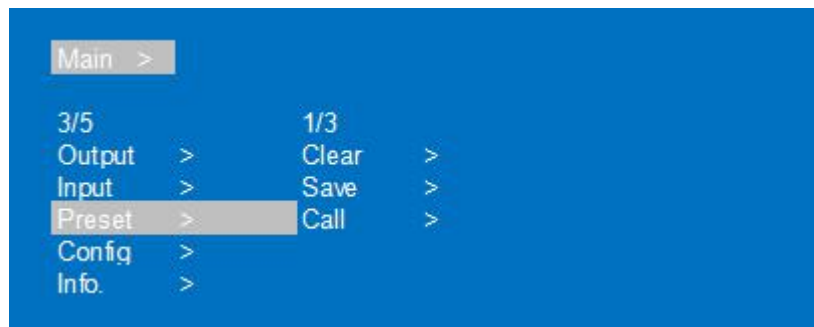 Main >
3/5 1/3
Output > Clear >
Input > Save >
Preset > Call >
Config >
Info. >